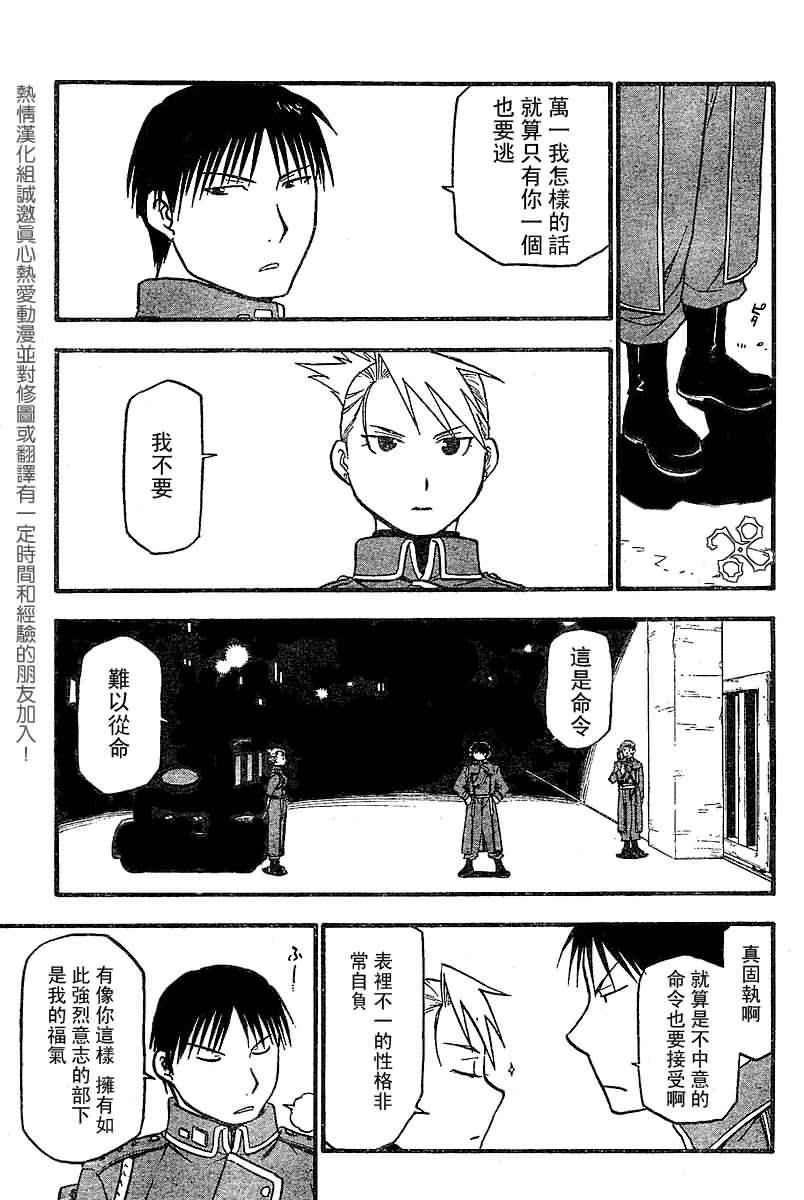 ピタ
萬一我怎樣的話
就算只有你一個
也要逃
我不要
這是命令
難以從命
真固執啊
就算是不中意的
命令也要接受啊
表裡不一的性格非
常自負
ふー
有像你這樣 擁有如
此強烈意志的部下
是我的福氣
熱情漢化組誠邀眞心熱愛動漫並對修圖或翻譯有一定時間和經驗的朋友加入！